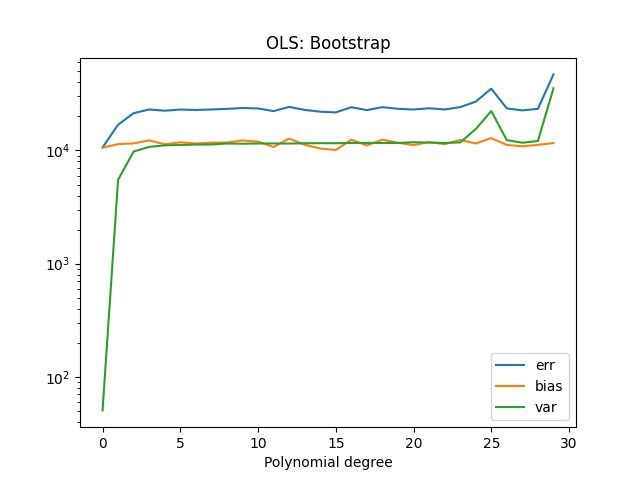 OLS: Bootstrap
10^4
10^3
10^2
0 5 10 15 20 25 30
Polynomial degree
err
bias
var